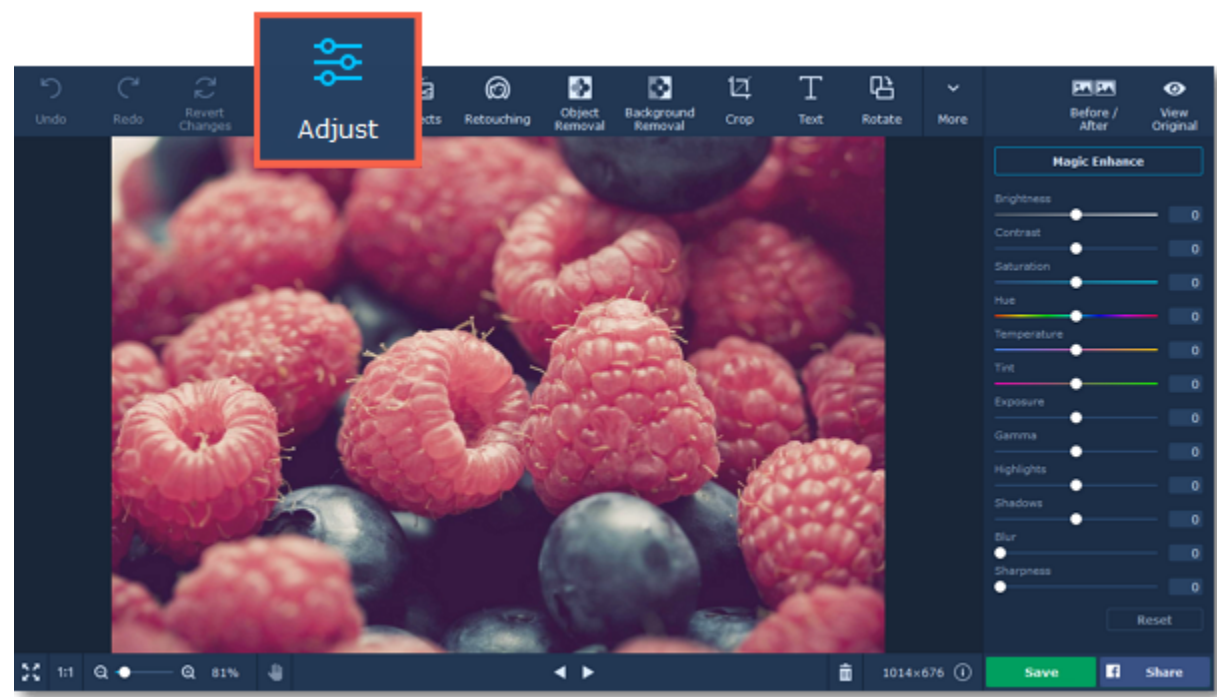 Undo
Redo
Revert
Changes
Adjust
cts
Retouching
Object
Removal
Background
Removal
Crop
Text
Rotate
More
Before /
After
View
Original
Magic Enhance
Brightness
0
Contrast
0
Saturation
0
Hue
0
Temperature
0
Tint
0
Exposure
0
Gamma
0
Highlights
0
Shadows
0
Blur
0
Sharpness
0
Reset
1:1
81%
1014×676
Save
f
Share